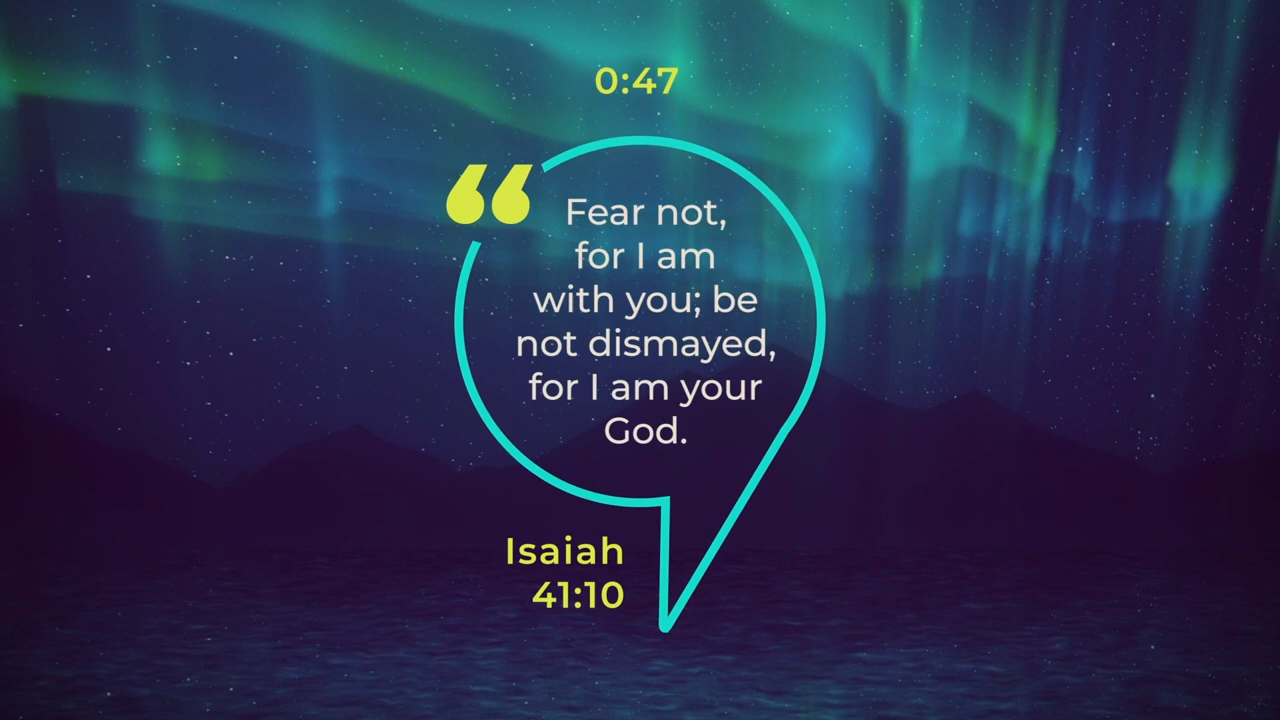 0:47
“
Fear not,
for I am
with you; be
not dismayed,
for I am your
God.
Isaiah
41:10